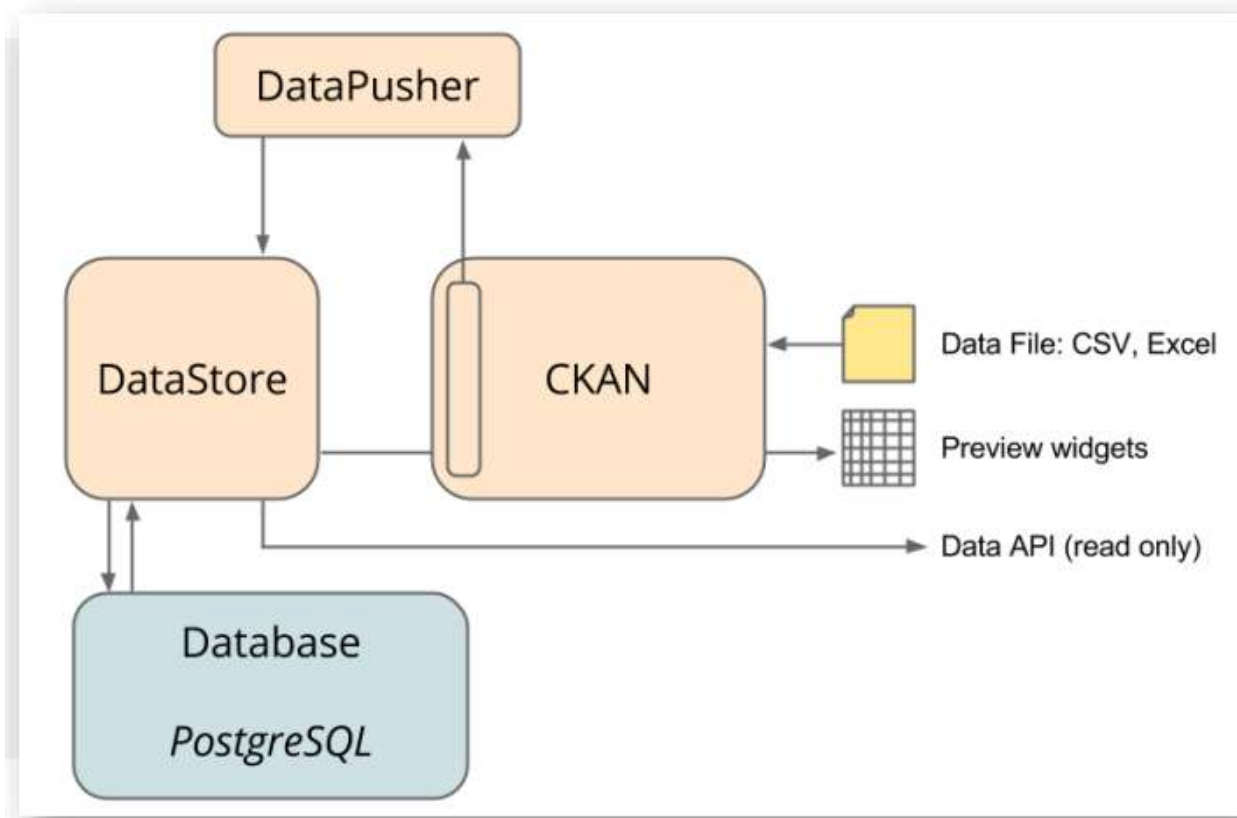 DataPusher
DataStore
CKAN
Data File: CSV, Excel
Preview widgets
Data API (read only)
Database
PostgreSQL